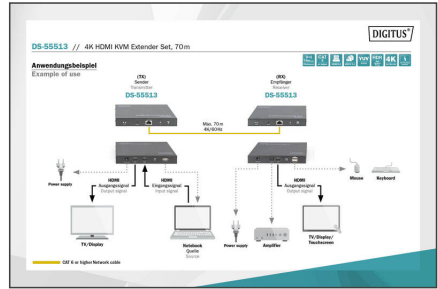 DIGITUS®
DS-55513 // 4K HDMI KVM Extender Set, 70m
Anwendungsbeispiel
Example of use
4K
(TX)
Sender
Transmitter
DS-55513
(RX)
Empfänger
Receiver
DS-55513
Max. 70m
4K/60Hz
Power supply
HDMI
Ausgangssignal
Output signal
HDMI
Eingangssignal
Input signal
HDMI
Ausgangssignal
Output signal
Mouse
Keyboard
TV/Display
Notebook
Quelle
Source
Power supply
Amplifier
TV/Display/
Touchscreen
CAT 6 or higher Network cable